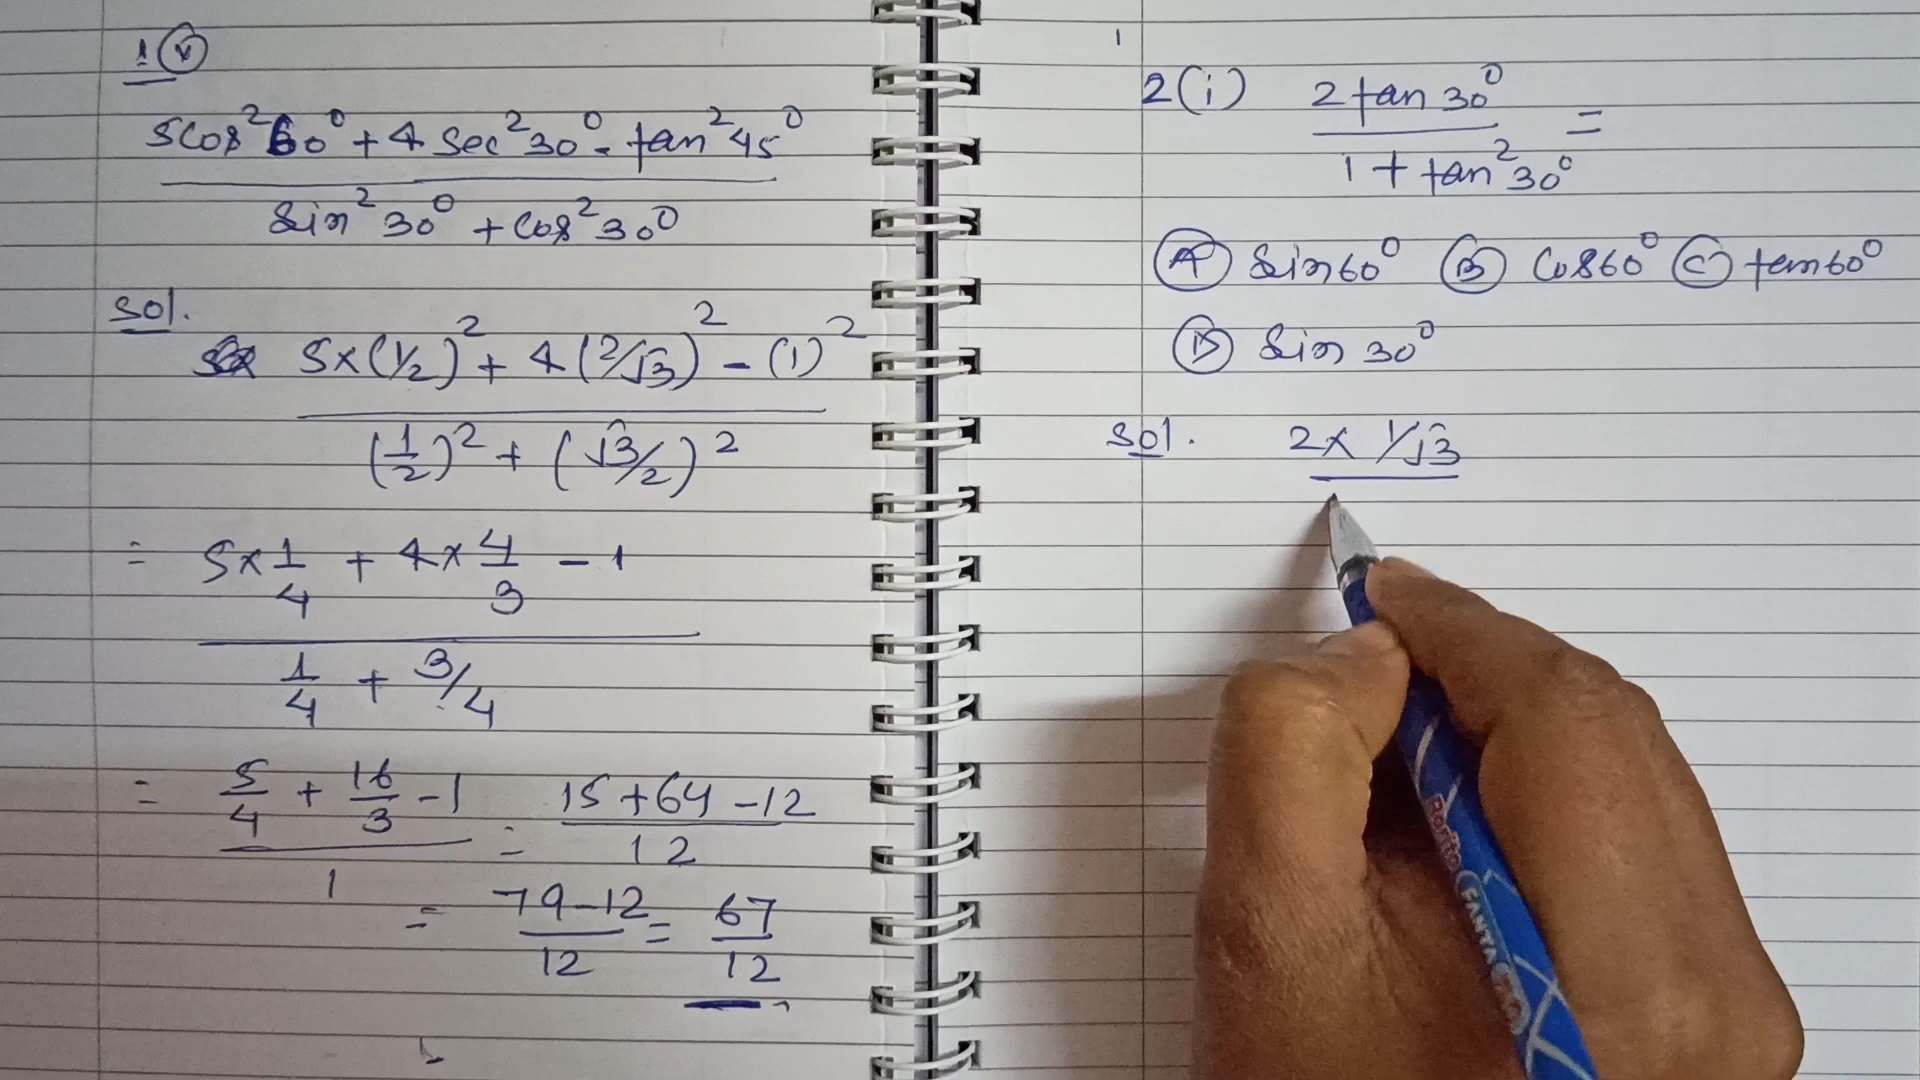 1 (v)
5cos²60° + 4 sec²30° - tan²45°
sin²30° + cos²30°
Sol.
5×(1/2)² + 4(2/√3)² - (1)²
(1/2)² + (√3/2)²
= 5×1/4 + 4×4/3 - 1
1/4 + 3/4
= 5/4 + 16/3 - 1 = 15+64-12
1 12
= 79-12 = 67
12 12
2(i) 2tan30° =
1 + tan²30°
(A) Sin60° (B) Cos60° (C) tan60°
(D) Sin 30°
Sol. 2× 1/√3
Rorito FANTA